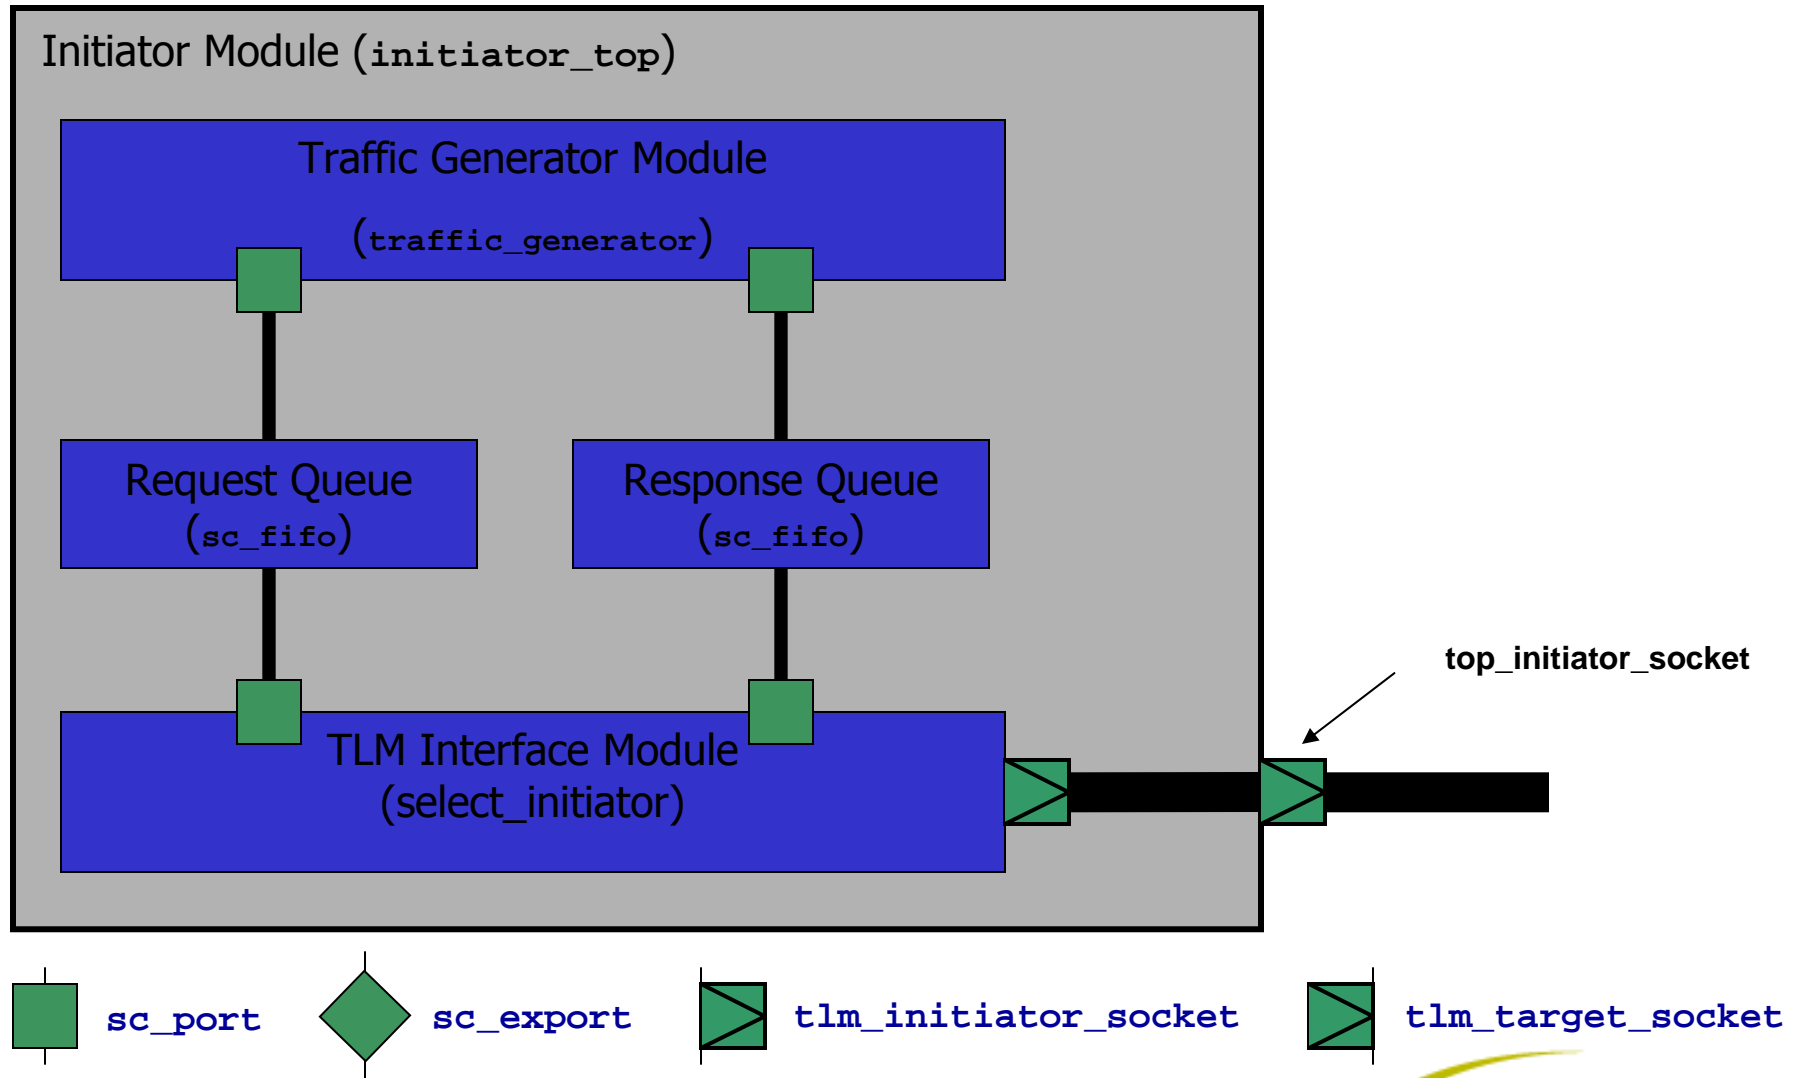 Initiator Module (initiator_top)
Traffic Generator Module
(traffic_generator)
Request Queue
(sc_fifo)
Response Queue
(sc_fifo)
top_initiator_socket
TLM Interface Module
(select_initiator)
sc_port
sc_export
tlm_initiator_socket
tlm_target_socket